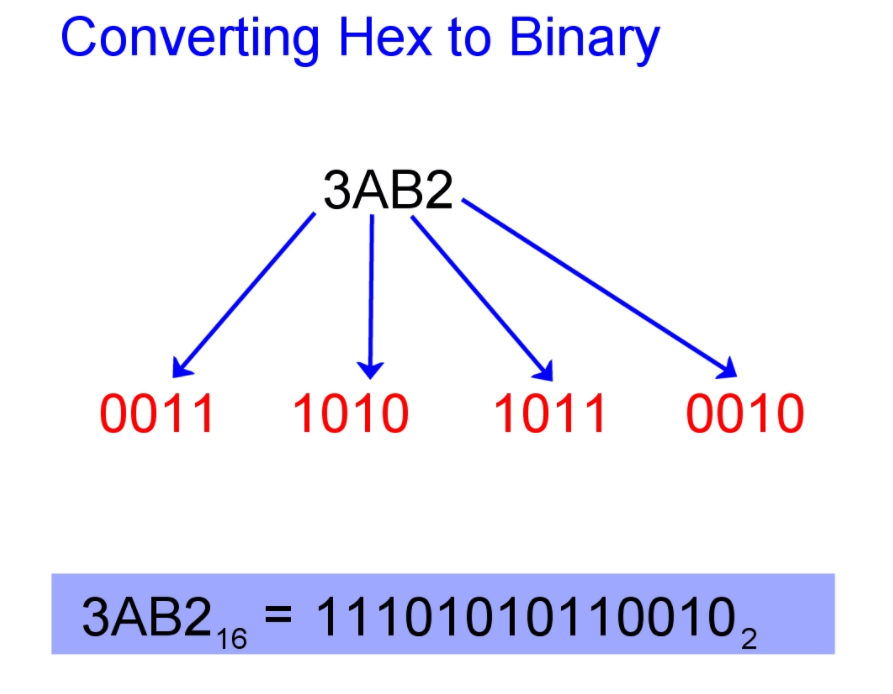 Converting Hex to Binary
3AB2
0011 1010 1011 0010
3AB2₁₆ = 11101010110010₂